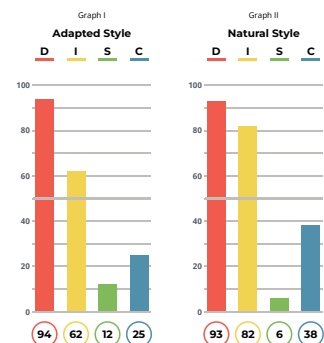 Graph I
Adapted Style
D I S C
100
80
60
40
20
0
94 62 12 25
Graph II
Natural Style
D I S C
100
80
60
40
20
0
93 82 6 38